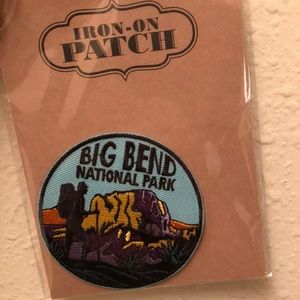 IRON-ON
PATCH
BIG BEND
NATIONAL PARK